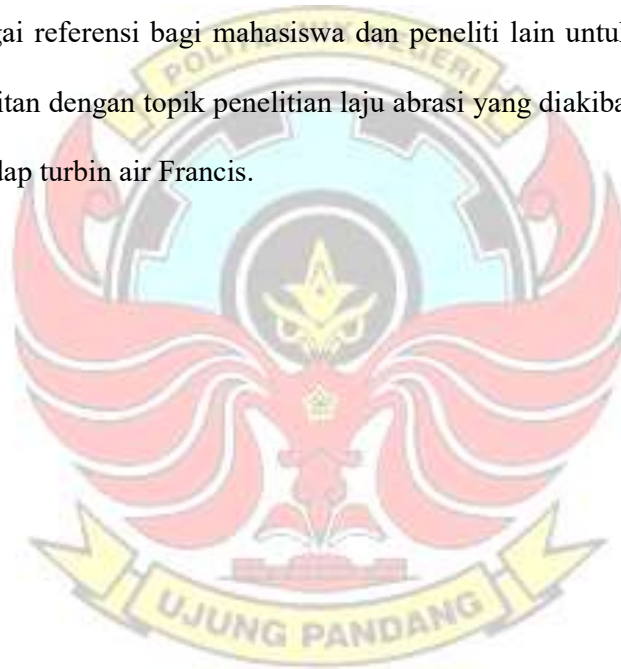 gai referensi bagi mahasiswa dan peneliti lain untul
itan dengan topik penelitian laju abrasi yang diakiba
dap turbin air Francis.
POLITEKNIK NEGERI
UJUNG PANDANG